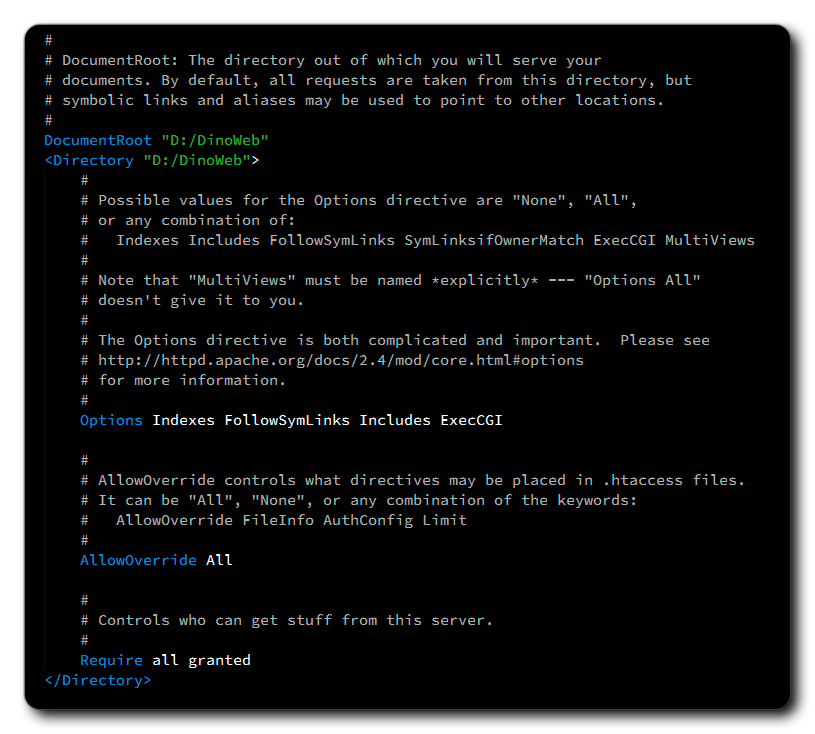 #
# DocumentRoot: The directory out of which you will serve your
# documents. By default, all requests are taken from this directory, but
# symbolic links and aliases may be used to point to other locations.
#
DocumentRoot "D:/DinoWeb"
<Directory "D:/DinoWeb">
    #
    # Possible values for the Options directive are "None", "All",
    # or any combination of:
    #   Indexes Includes FollowSymLinks SymLinksifOwnerMatch ExecCGI MultiViews
    #
    # Note that "MultiViews" must be named *explicitly* --- "Options All"
    # doesn't give it to you.
    #
    # The Options directive is both complicated and important.  Please see
    # http://httpd.apache.org/docs/2.4/mod/core.html#options
    # for more information.
    #
    Options Indexes FollowSymLinks Includes ExecCGI

    #
    # AllowOverride controls what directives may be placed in .htaccess files.
    # It can be "All", "None", or any combination of the keywords:
    #   AllowOverride FileInfo AuthConfig Limit
    #
    AllowOverride All

    #
    # Controls who can get stuff from this server.
    #
    Require all granted
</Directory>